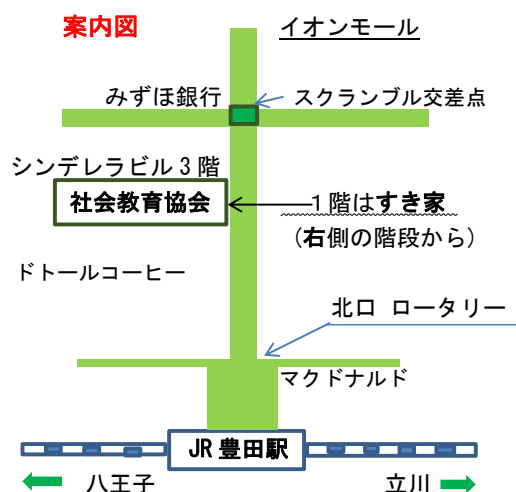 案内図
イオンモール
みずほ銀行
スクランブル交差点
シンデレラビル3階
社会教育協会
1階はすき家
(右側の階段から)
ドトールコーヒー
北口 ロータリー
マクドナルド
JR豊田駅
八王子
立川